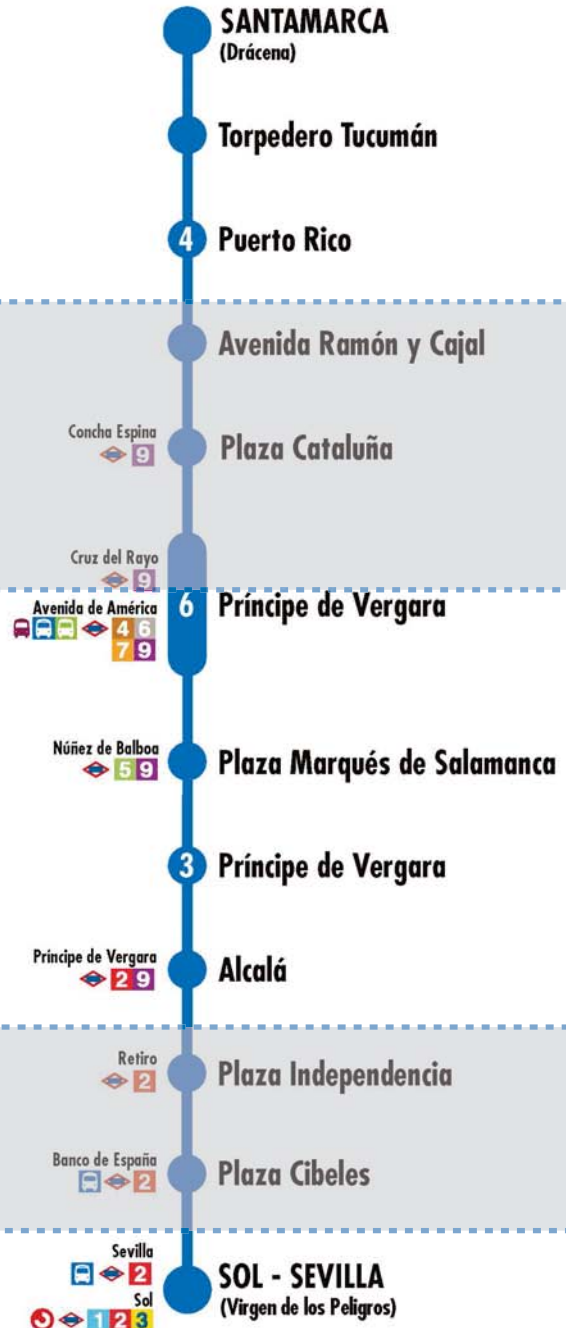 SANTAMARCA
(Drácena)
Torpedero Tucumán
4 Puerto Rico
Avenida Ramón y Cajal
Concha Espina
9
Plaza Cataluña
Cruz del Rayo
9
Avenida de América
4 6
7 9
6 Príncipe de Vergara
Núñez de Balboa
5 9
Plaza Marqués de Salamanca
3 Príncipe de Vergara
Príncipe de Vergara
2 9
Alcalá
Retiro
2
Plaza Independencia
Banco de España
2
Plaza Cibeles
Sevilla
2
Sol
1 2 3
SOL - SEVILLA
(Virgen de los Peligros)